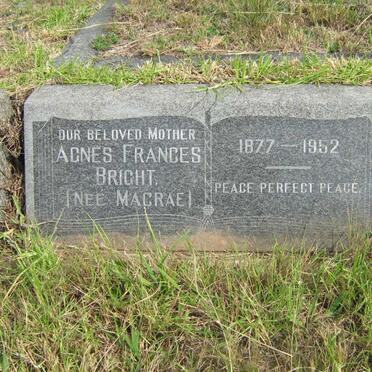 OUR BELOVED MOTHER
AGNES FRANCES
BRIGHT.
(NEE MACRAE)
1877 — 1952
PEACE PERFECT PEACE.